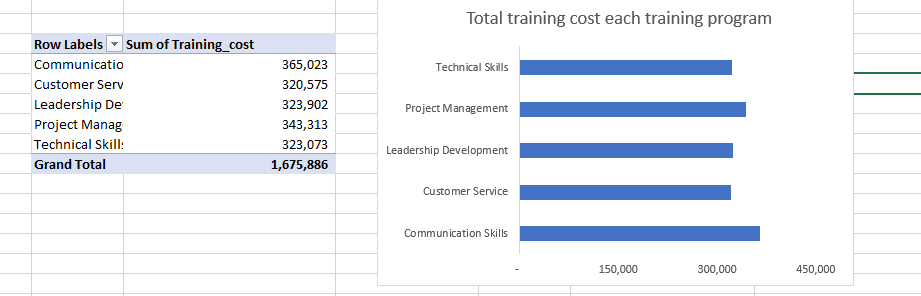 Row Labels Sum of Training_cost
Communicatio 365,023
Customer Serv 320,575
Leadership De 323,902
Project Manag 343,313
Technical Skills 323,073
Grand Total 1,675,886
Total training cost each training program
Technical Skills
Project Management
Leadership Development
Customer Service
Communication Skills
- 150,000 300,000 450,000